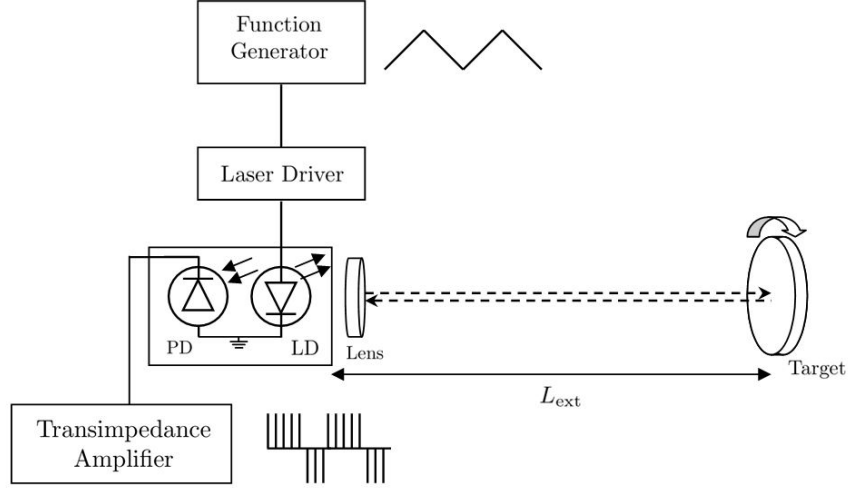 Function
Generator
Laser Driver
PD
LD
Lens
Target
L_ext
Transimpedance
Amplifier